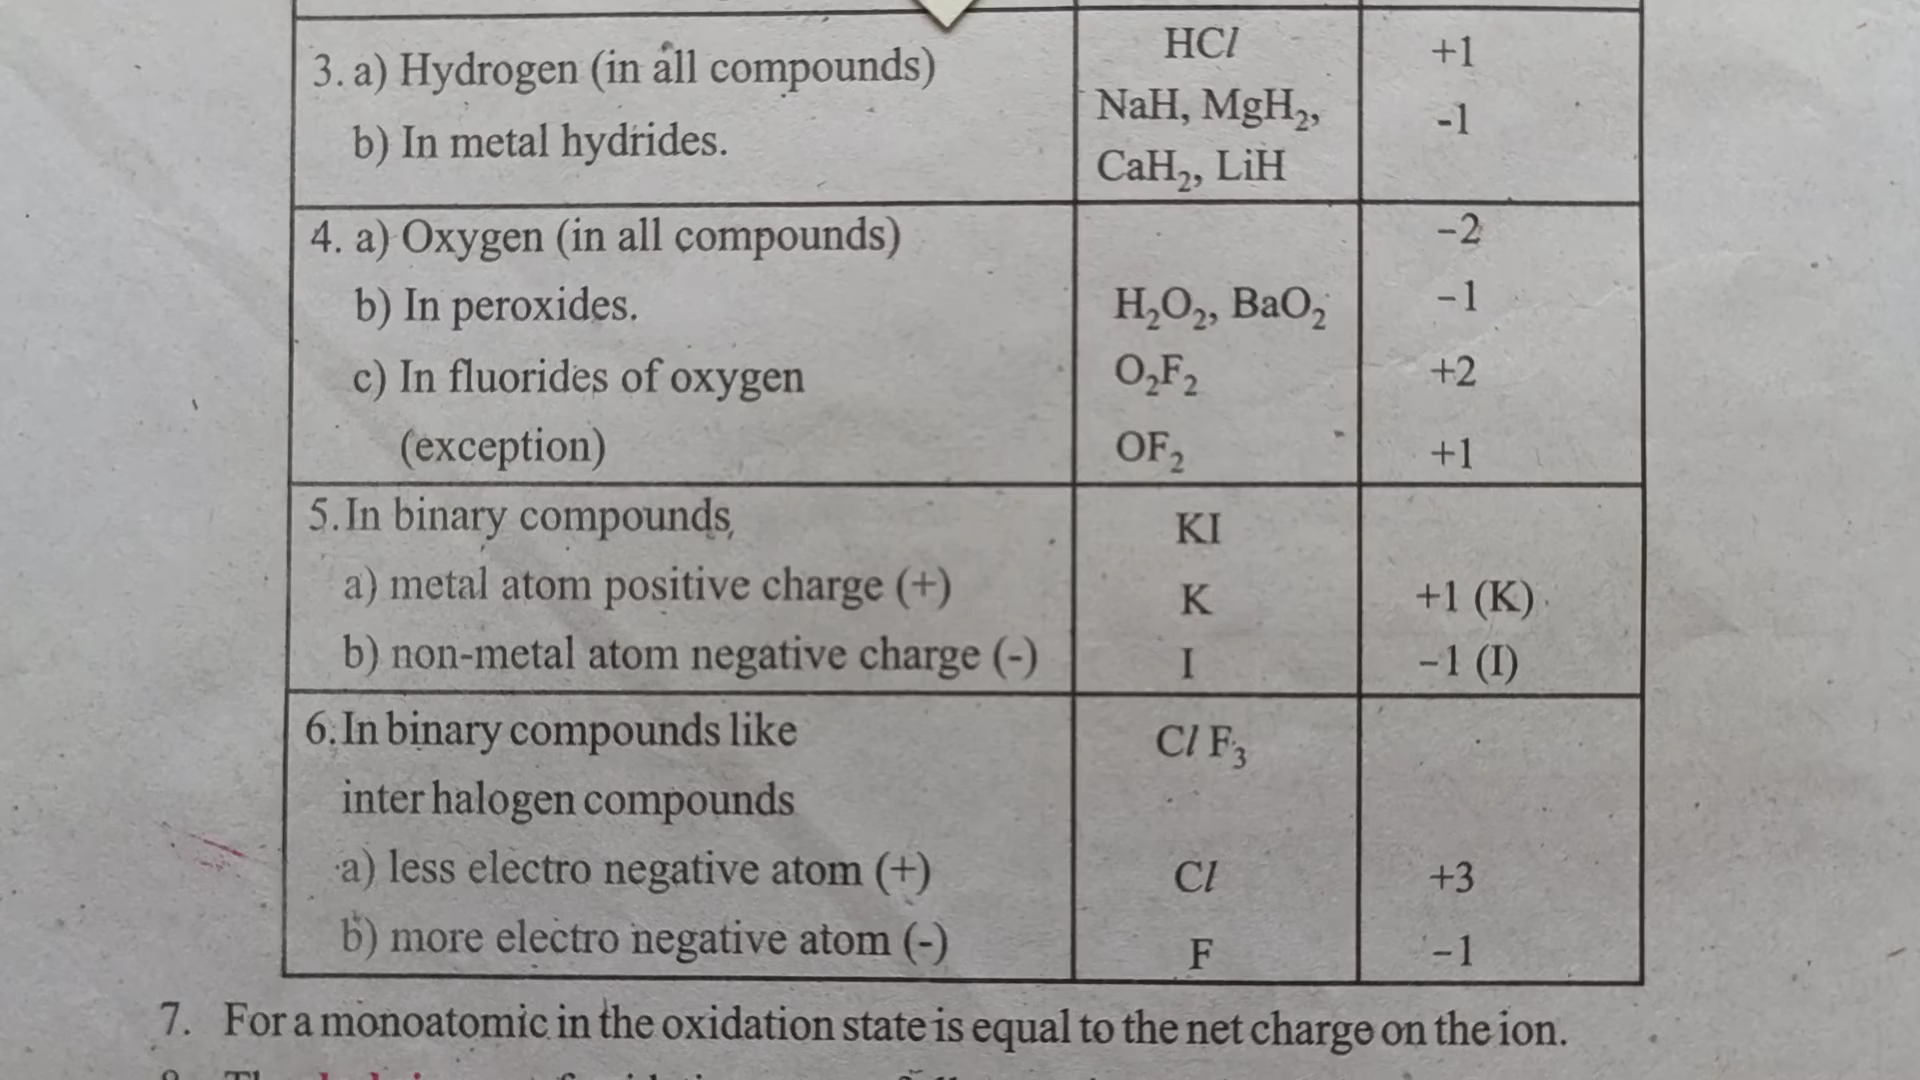 3. a) Hydrogen (in all compounds) HCl +1
b) In metal hydrides. NaH, MgH₂, -1
CaH₂, LiH
4. a) Oxygen (in all compounds) −2
b) In peroxides. H₂O₂, BaO₂ −1
c) In fluorides of oxygen O₂F₂ +2
(exception) OF₂ +1
5. In binary compounds, KI
a) metal atom positive charge (+) K +1 (K)
b) non-metal atom negative charge (-) I −1 (I)
6. In binary compounds like Cl F₃
inter halogen compounds
a) less electro negative atom (+) Cl +3
b) more electro negative atom (-) F −1
7. For a monoatomic in the oxidation state is equal to the net charge on the ion.